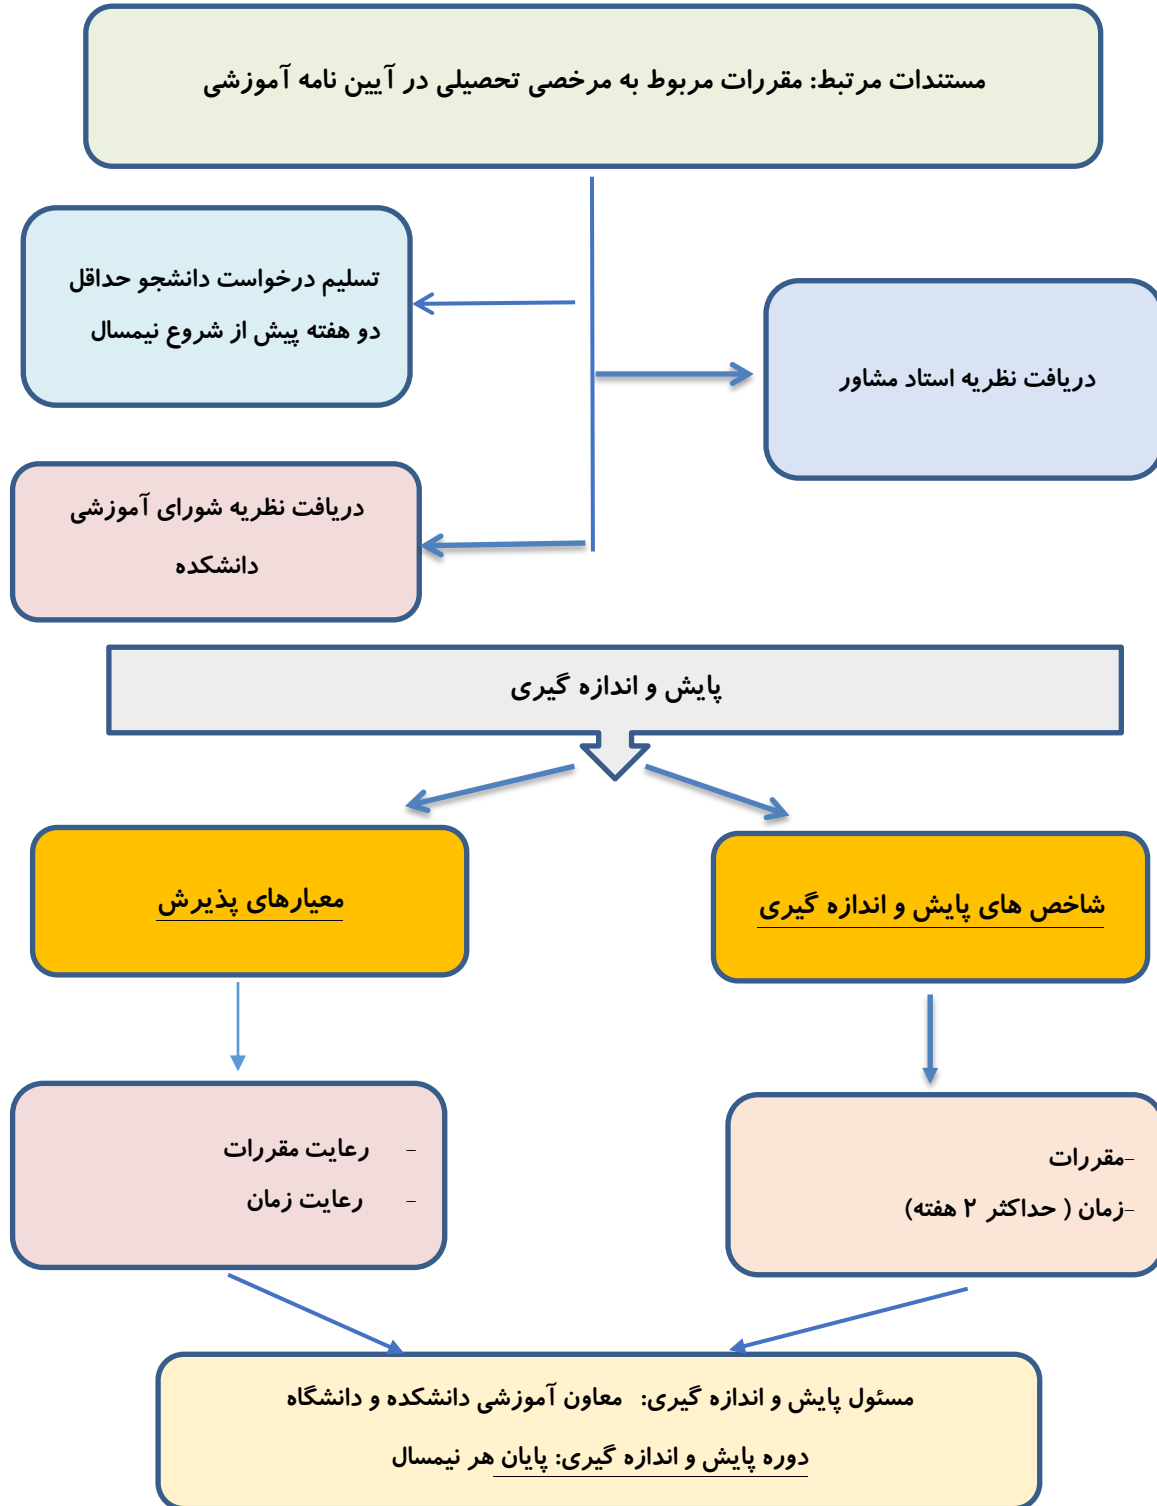 مستندات مرتبط: مقررات مربوط به مرخصی تحصیلی در آیین نامه آموزشی
تسلیم درخواست دانشجو حداقل
دو هفته پیش از شروع نیمسال
دریافت نظریه استاد مشاور
دریافت نظریه شورای آموزشی
دانشکده
پایش و اندازه گیری
شاخص های پایش و اندازه گیری
معیارهای پذیرش
-مقررات
-زمان ( حداکثر ۲ هفته)
- رعایت مقررات
- رعایت زمان
مسئول پایش و اندازه گیری: معاون آموزشی دانشکده و دانشگاه
دوره پایش و اندازه گیری: پایان هر نیمسال